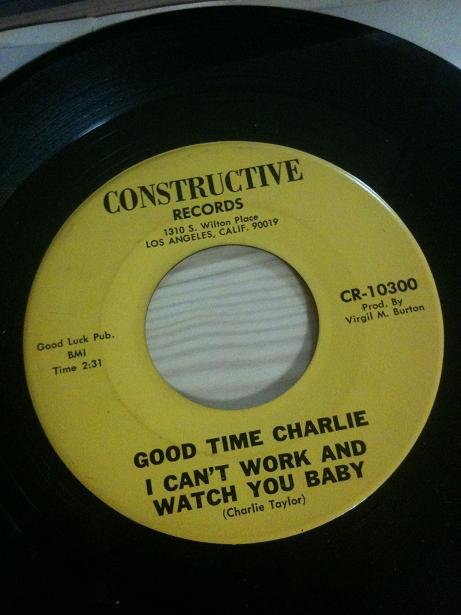 CONSTRUCTIVE
RECORDS
1310 S. Wilton Place
LOS ANGELES, CALIF. 90019
CR-10300
Prod. By
Virgil M. Burton
Good Luck Pub.
BMI
Time 2:31
GOOD TIME CHARLIE
I CAN'T WORK AND
WATCH YOU BABY
(Charlie Taylor)